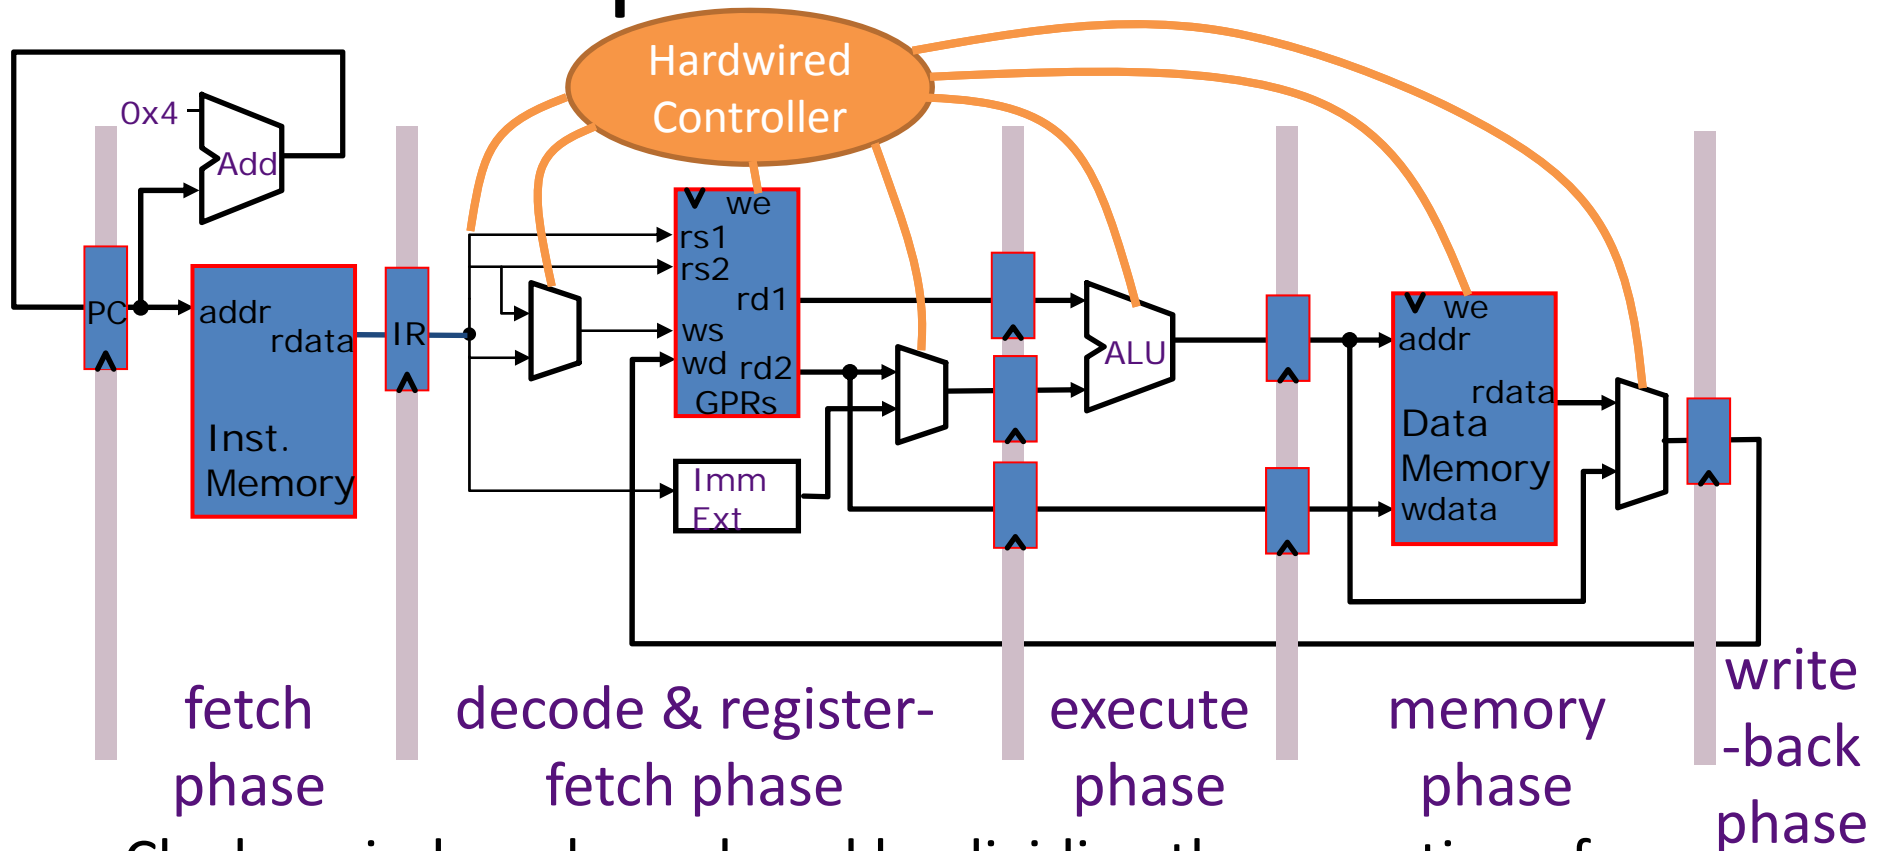 Hardwired
Controller
0x4
Add
we
rs1
rs2
rd1
ws
wd
rd2
GPRs
PC
addr
rdata
IR
Inst.
Memory
Imm
Ext
ALU
we
addr
rdata
Data
Memory
wdata
fetch
phase
decode & register-
fetch phase
execute
phase
memory
phase
write
-back
phase